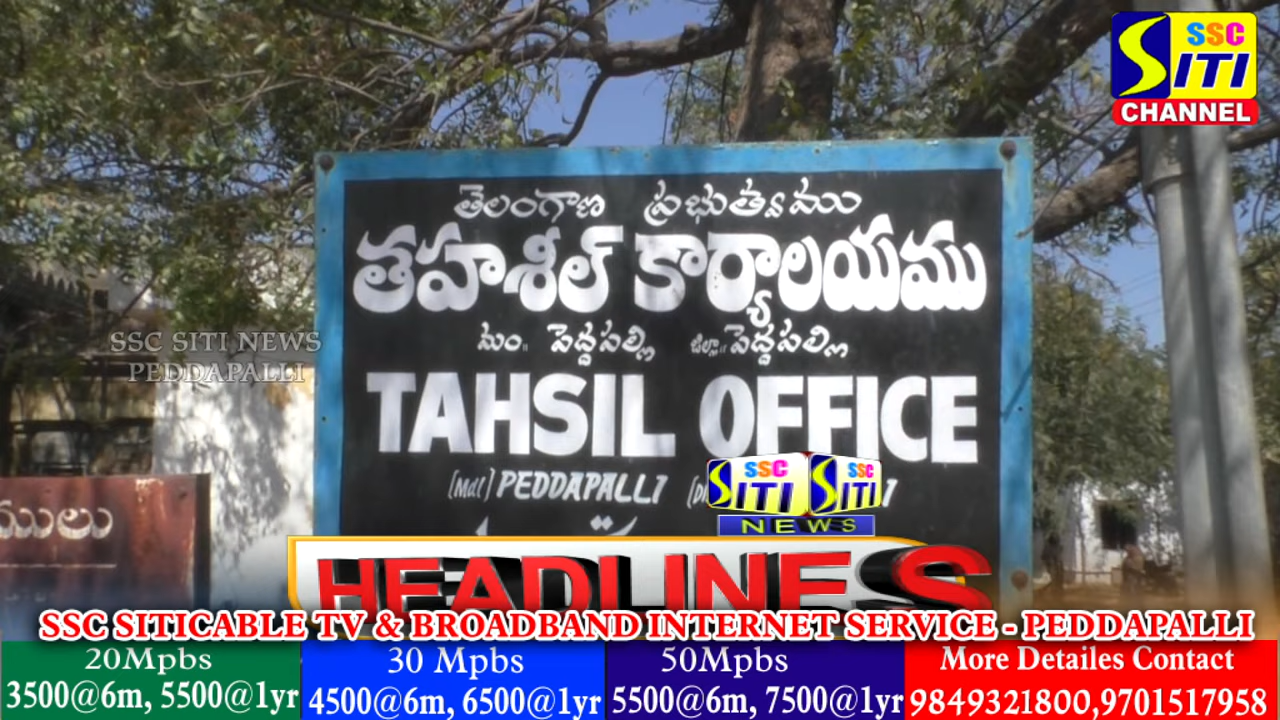 SSC
SITI
CHANNEL
తెలంగాణ ప్రభుత్వము
తహశీల్ కార్యాలయము
మం॥ పెద్దపల్లి జిల్లా॥ పెద్దపల్లి
SSC SITI NEWS
PEDDAPALLI
TAHSIL OFFICE
[Mdl] PEDDAPALLI
SSC SSC
SITI SITI
NEWS
ములు
HEADLINES
SSC SITICABLE TV & BROADBAND INTERNET SERVICE - PEDDAPALLI
20Mpbs 30 Mpbs 50Mpbs More Detailes Contact
3500@6m, 5500@1yr 4500@6m, 6500@1yr 5500@6m, 7500@1yr 9849321800,9701517958